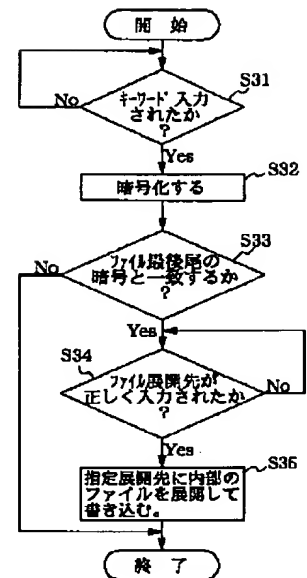 開始
S31
No
キーワード入力
されたか
?
Yes
S32
暗号化する
S33
No
ファイル最後尾の
暗号と一致するか
?
Yes
S34
ファイル展開先が
正しく入力されたか
?
No
Yes
S35
指定展開先に内部の
ファイルを展開して
書き込む。
終了